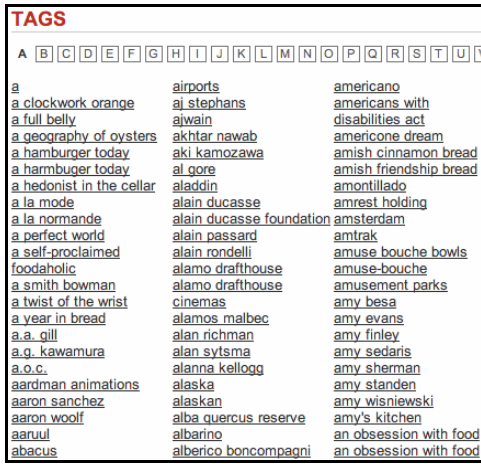 TAGS
A B C D E F G H I J K L M N O P Q R S T U V
a
a clockwork orange
a full belly
a geography of oysters
a hamburger today
a harmbuger today
a hedonist in the cellar
a la mode
a la normande
a perfect world
a self-proclaimed
foodaholic
a smith bowman
a twist of the wrist
a year in bread
a.a. gill
a.g. kawamura
a.o.c.
aardman animations
aaron sanchez
aaron woolf
aaruul
abacus
airports
aj stephans
ajwain
akhtar nawab
aki kamozawa
al gore
aladdin
alain ducasse
alain ducasse foundation
alain passard
alain rondelli
alamo drafthouse
alamo drafthouse
cinemas
alamos malbec
alan richman
alan sytsma
alanna kellogg
alaska
alaskan
alba quercus reserve
albarino
alberico boncompagni
americano
americans with
disabilities act
americone dream
amish cinnamon bread
amish friendship bread
amontillado
amrest holding
amsterdam
amtrak
amuse bouche bowls
amuse-bouche
amusement parks
amy besa
amy evans
amy finley
amy sedaris
amy sherman
amy standen
amy wisniewski
amy's kitchen
an obsession with food
an obsession with food